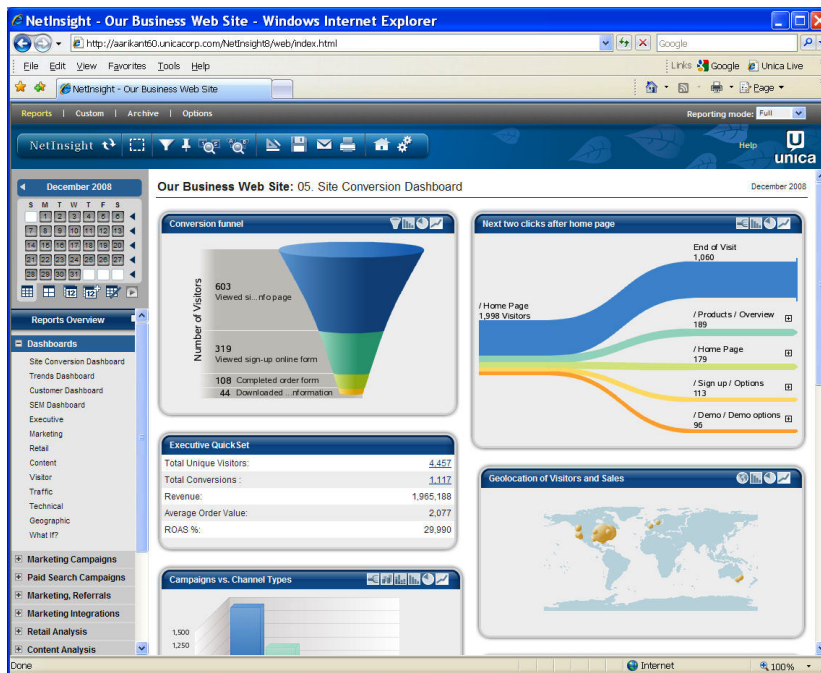 NetInsight - Our Business Web Site - Windows Internet Explorer
http://aarikant60.unicacorp.com/NetInsight8/web/index.html
Google
File Edit View Favorites Tools Help
Links Google Unica Live
NetInsight - Our Business Web Site
Page
Reports | Custom | Archive | Options
Reporting mode: Full
NetInsight
Help
unica
December 2008
S M T W T F S
1 2 3 4 5 6
7 8 9 10 11 12 13
14 15 16 17 18 19 20
21 22 23 24 25 26 27
28 29 30 31
12 12
Reports Overview
Dashboards
Site Conversion Dashboard
Trends Dashboard
Customer Dashboard
SEM Dashboard
Executive
Marketing
Retail
Content
Visitor
Traffic
Technical
Geographic
What If?
Marketing Campaigns
Paid Search Campaigns
Marketing, Referrals
Marketing Integrations
Retail Analysis
Content Analysis
Our Business Web Site: 05. Site Conversion Dashboard
December 2008
Conversion funnel
Number of Visitors
603
Viewed si...nfo page
319
Viewed sign-up online form
108 Completed order form
44 Downloaded ...nformation
Next two clicks after home page
/ Home Page
1,998 Visitors
End of Visit
1,060
/ Products / Overview
189
/ Home Page
179
/ Sign up / Options
113
/ Demo / Demo options
96
Executive QuickSet
Total Unique Visitors: 4,457
Total Conversions : 1,117
Revenue: 1,965,188
Average Order Value: 2,077
ROAS %: 29,990
Geolocation of Visitors and Sales
Campaigns vs. Channel Types
1,500
1,250
Done
Internet
100%